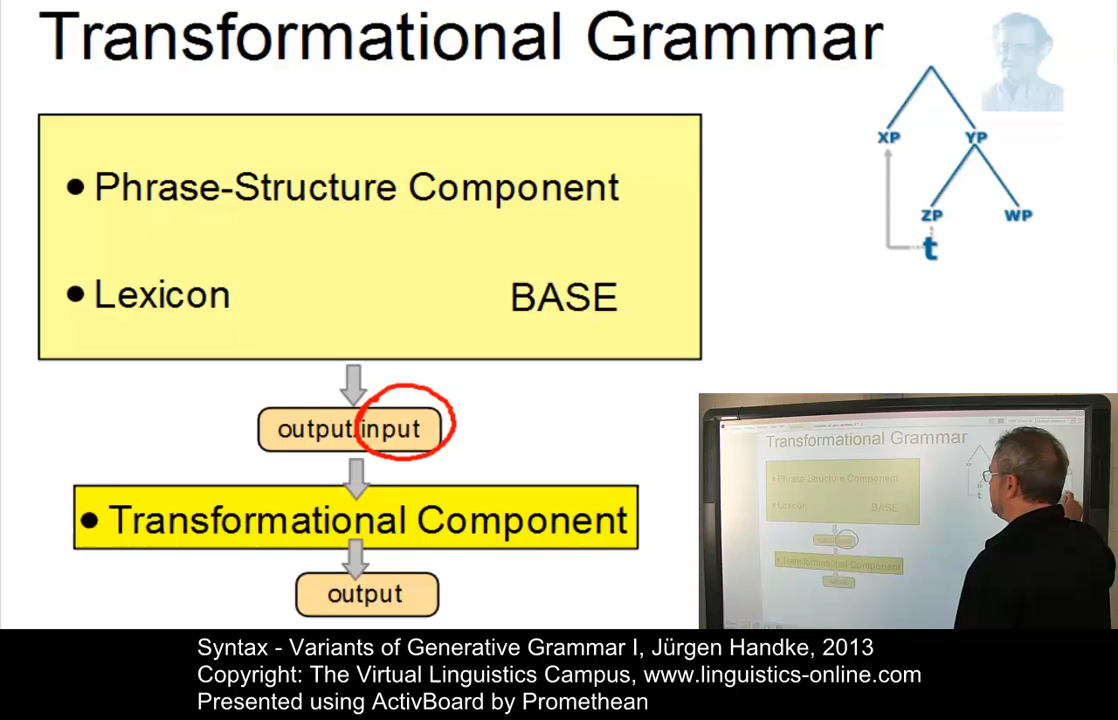 Transformational Grammar
• Phrase-Structure Component
• Lexicon
BASE
output/input
• Transformational Component
output
XP
YP
ZP
WP
t
Transformational Grammar
• Phrase-Structure Component
• Lexicon
BASE
• Transformational Component
Syntax - Variants of Generative Grammar I, Jürgen Handke, 2013
Copyright: The Virtual Linguistics Campus, www.linguistics-online.com
Presented using ActivBoard by Promethean